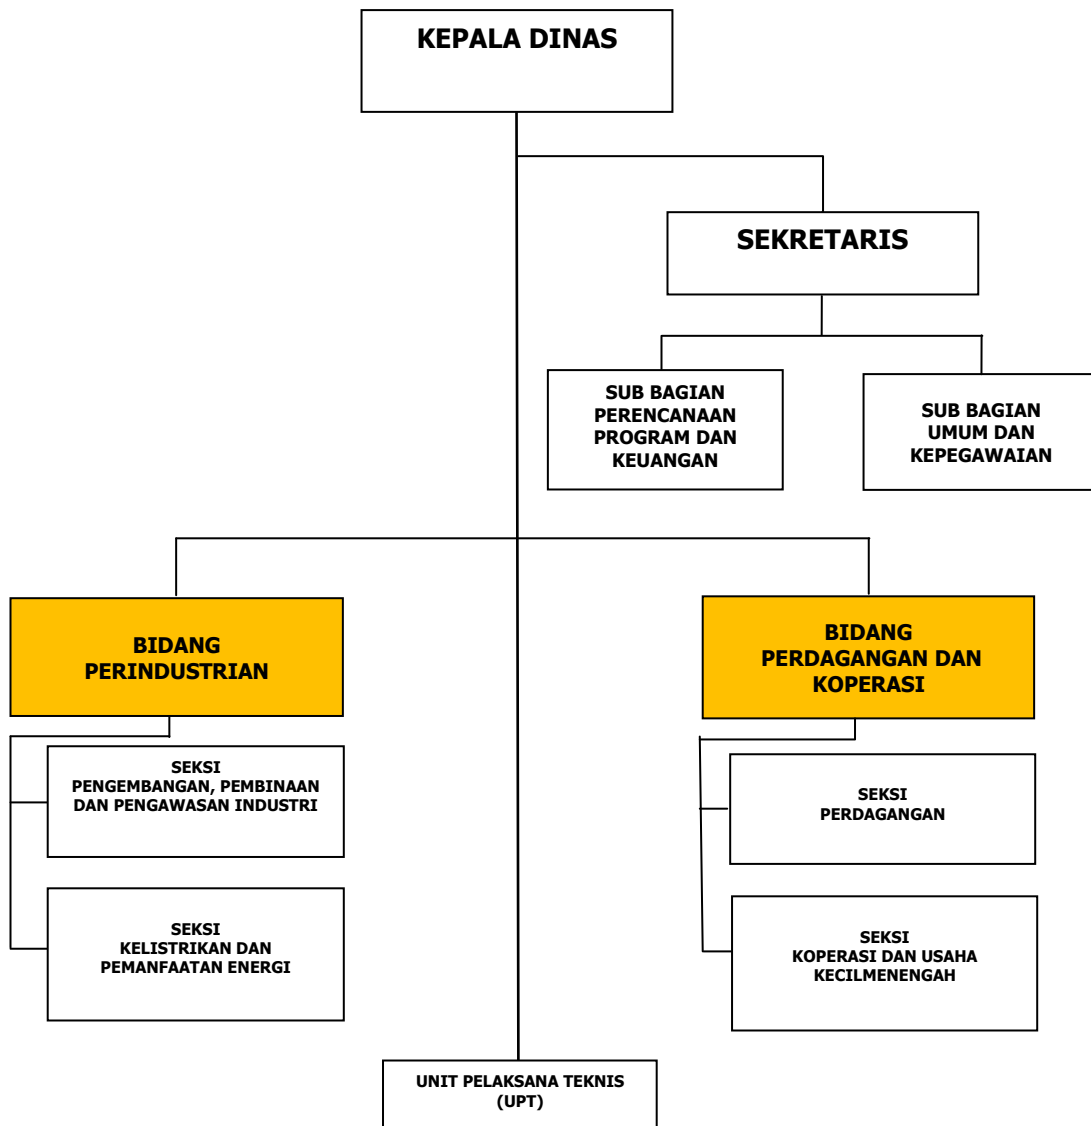 KEPALA DINAS
SEKRETARIS
SUB BAGIAN
PERENCANAAN
PROGRAM DAN
KEUANGAN
SUB BAGIAN
UMUM DAN
KEPEGAWAIAN
BIDANG
PERINDUSTRIAN
BIDANG
PERDAGANGAN DAN
KOPERASI
SEKSI
PENGEMBANGAN, PEMBINAAN
DAN PENGAWASAN INDUSTRI
SEKSI
PERDAGANGAN
SEKSI
KELISTRIKAN DAN
PEMANFAATAN ENERGI
SEKSI
KOPERASI DAN USAHA
KECILMENENGAH
UNIT PELAKSANA TEKNIS
(UPT)